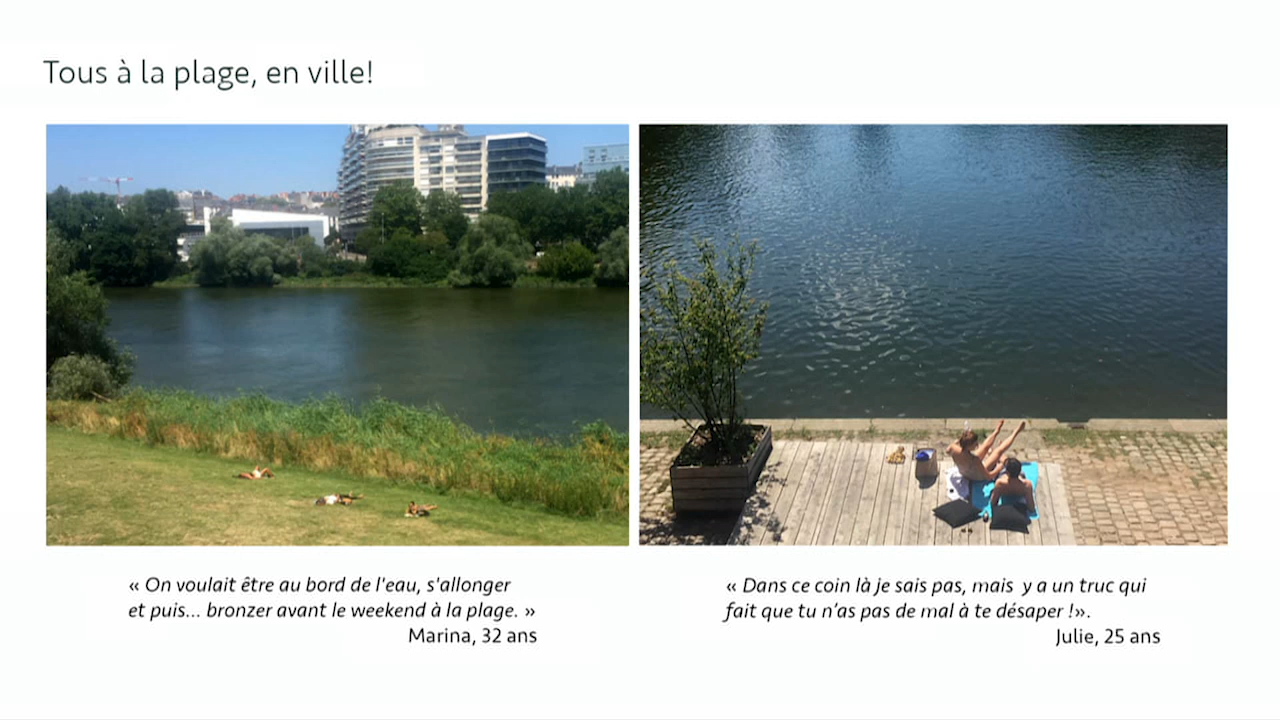 Tous à la plage, en ville!
« On voulait être au bord de l'eau, s'allonger
et puis... bronzer avant le weekend à la plage. »
Marina, 32 ans
« Dans ce coin là je sais pas, mais y a un truc qui
fait que tu n'as pas de mal à te désaper !».
Julie, 25 ans